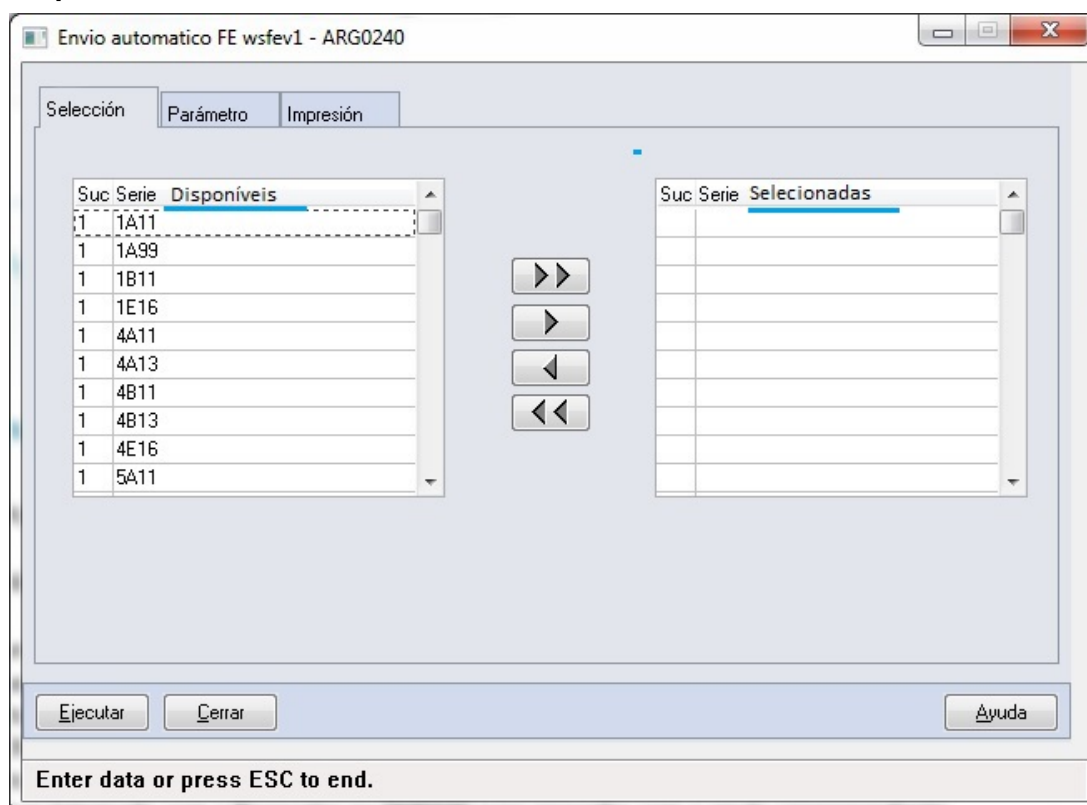 Envio automatico FE wsfev1 - ARG0240
Selección Parámetro Impresión
Suc Serie Disponíveis
1 1A11
1 1A99
1 1B11
1 1E16
1 4A11
1 4A13
1 4B11
1 4B13
1 4E16
1 5A11
Suc Serie Selecionadas
Ejecutar Cerrar Ayuda
Enter data or press ESC to end.